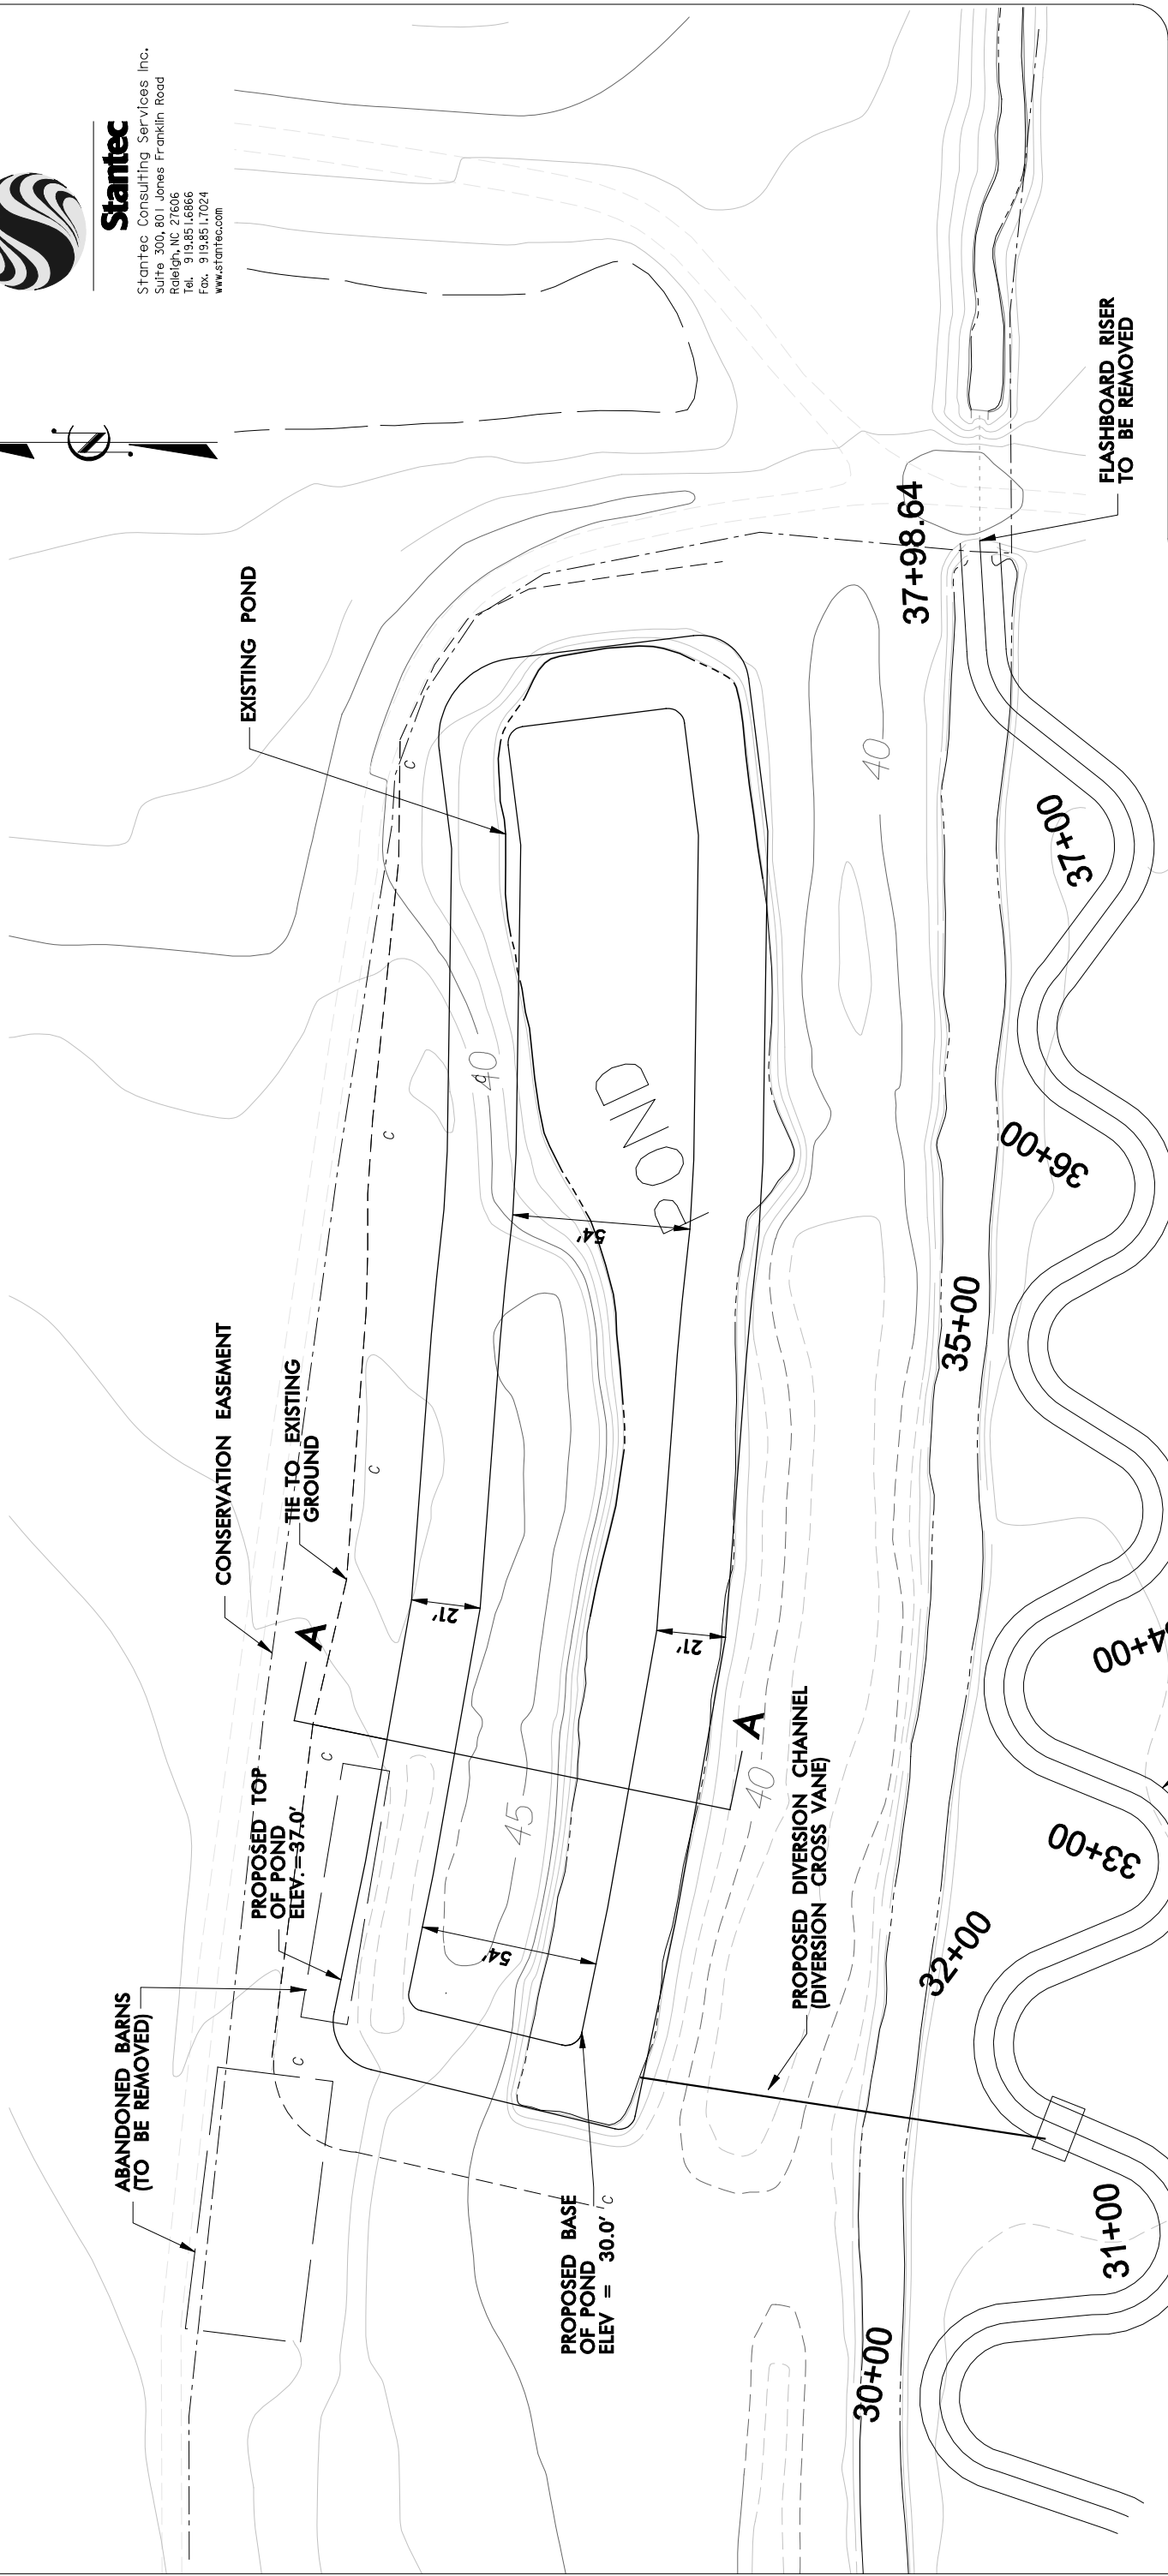 Stantec
Stantec Consulting Services Inc.
Suite 300, 801 Jones Franklin Road
Raleigh, NC 27606
Tel. 919.851.6866
Fax. 919.851.7024
www.stantec.com
N
ABANDONED BARNS
(TO BE REMOVED)
PROPOSED TOP
OF POND
ELEV. = 37.0'
CONSERVATION EASEMENT
TIE TO EXISTING
GROUND
EXISTING POND
A
A
C
C
C
C
C
C
C
21'
21'
54'
54'
40
40
40
45
POND
PROPOSED BASE
OF POND
ELEV = 30.0'
PROPOSED DIVERSION CHANNEL
(DIVERSION CROSS VANE)
FLASHBOARD RISER
TO BE REMOVED
30+00
31+00
32+00
33+00
35+00
36+00
37+00
37+98.64